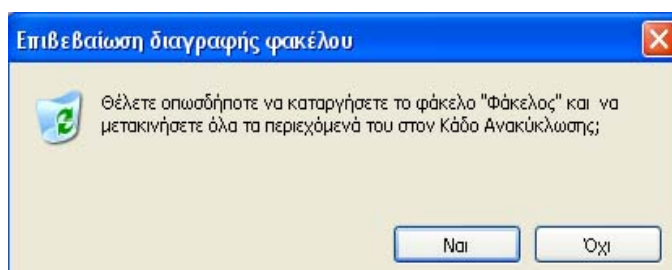 Επιβεβαίωση διαγραφής φακέλου
Θέλετε οπωσδήποτε να καταργήσετε το φάκελο "Φάκελος" και να
μετακινήσετε όλα τα περιεχόμενά του στον Κάδο Ανακύκλωσης;
Ναι
Όχι